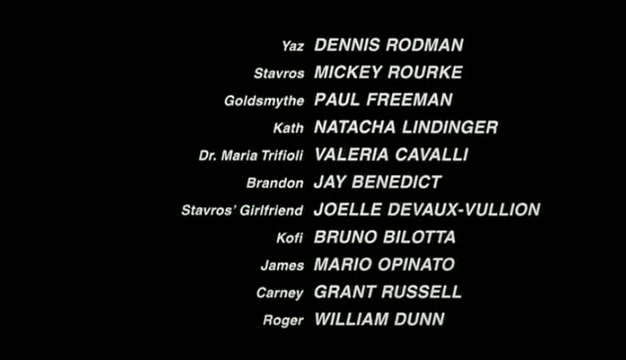 Yaz DENNIS RODMAN
Stavros MICKEY ROURKE
Goldsmythe PAUL FREEMAN
Kath NATACHA LINDINGER
Dr. Maria Trifioli VALERIA CAVALLI
Brandon JAY BENEDICT
Stavros' Girlfriend JOELLE DEVAUX-VULLION
Kofi BRUNO BILOTTA
James MARIO OPINATO
Carney GRANT RUSSELL
Roger WILLIAM DUNN